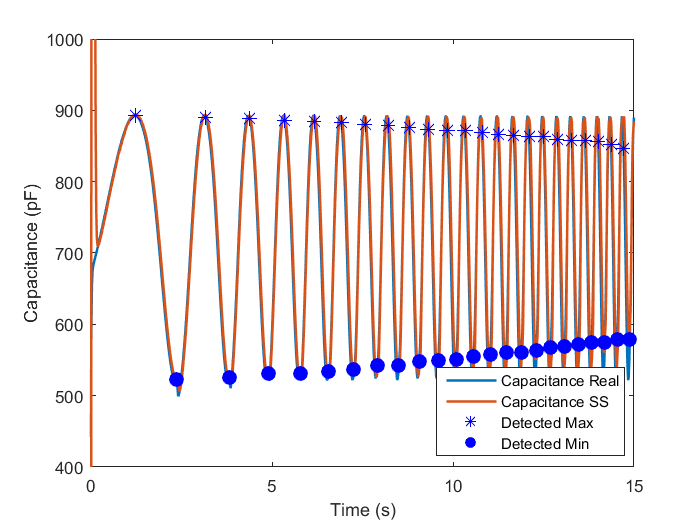 1000
900
800
700
600
500
400
Capacitance (pF)
0
5
10
15
Time (s)
Capacitance Real
Capacitance SS
Detected Max
Detected Min